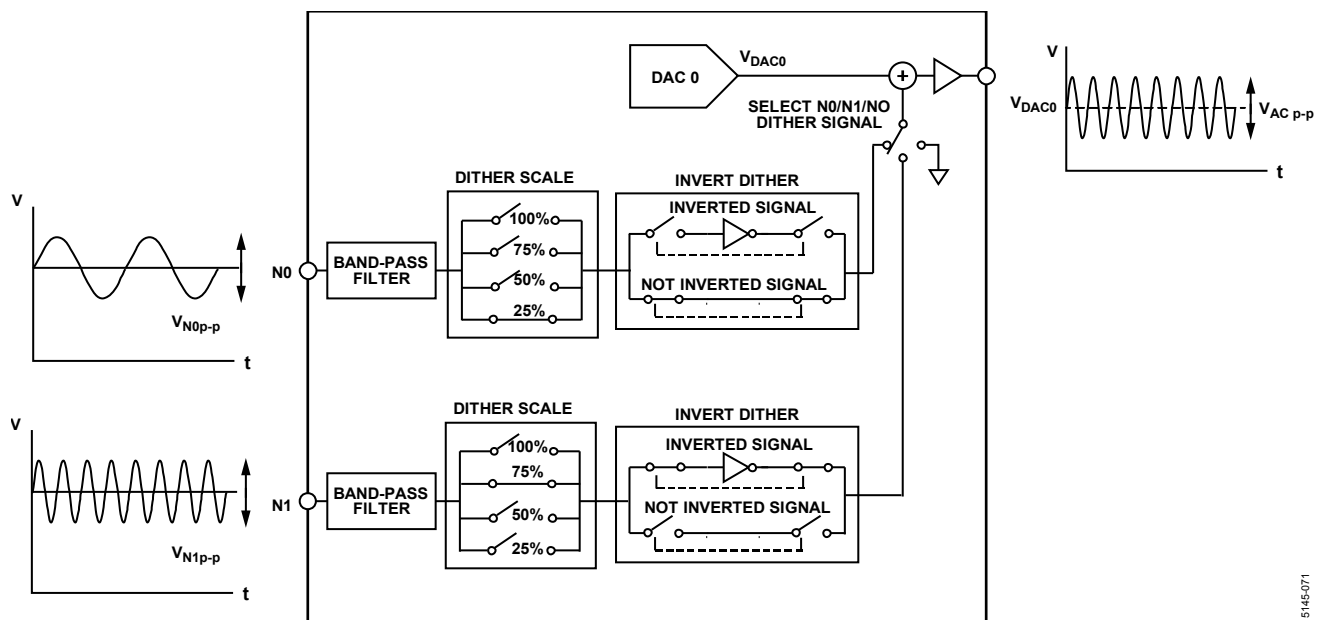 DAC 0
VDAC0
SELECT N0/N1/NO
DITHER SIGNAL
V
VDAC0
VAC p-p
t
V
VN0p-p
t
N0
BAND-PASS
FILTER
DITHER SCALE
100%
75%
50%
25%
INVERT DITHER
INVERTED SIGNAL
NOT INVERTED SIGNAL
V
VN1p-p
t
N1
BAND-PASS
FILTER
DITHER SCALE
100%
75%
50%
25%
INVERT DITHER
INVERTED SIGNAL
NOT INVERTED SIGNAL
5145-071